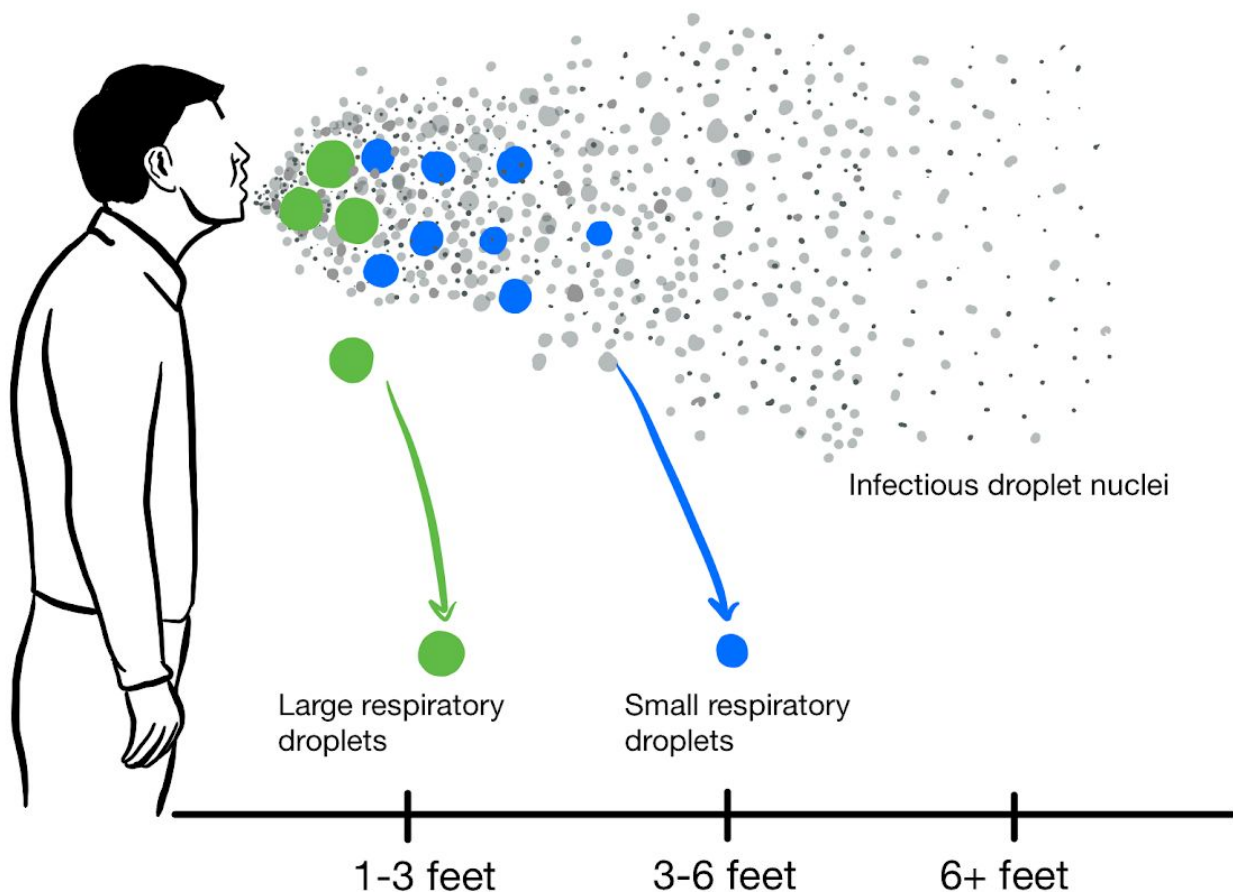 Infectious droplet nuclei
Large respiratory
droplets
Small respiratory
droplets
1-3 feet
3-6 feet
6+ feet